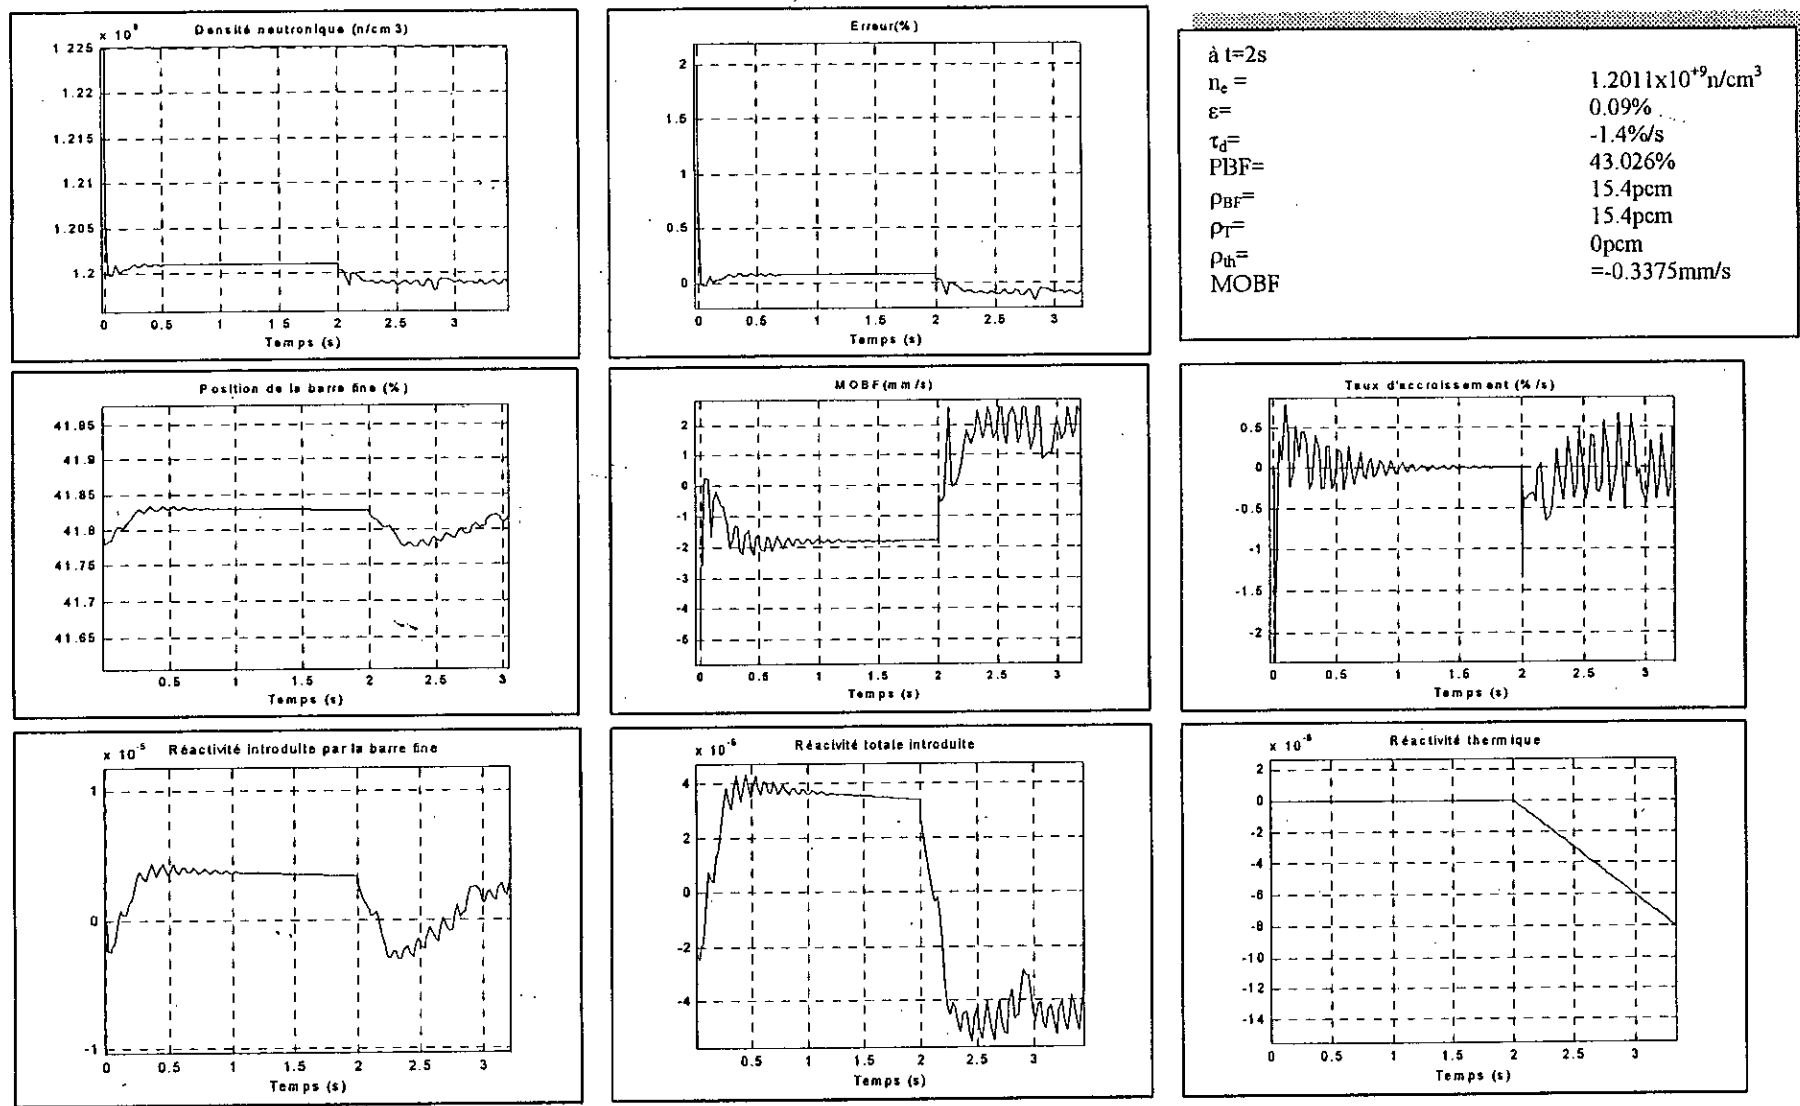 Densité neutronique (n/cm3)
x 10⁹
1.225
1.22
1.215
1.21
1.205
1.2
0 0.5 1 1.5 2 2.5 3
Temps (s)
Erreur(%)
2
1.5
1
0.5
0
0 0.5 1 1.5 2 2.5 3
Temps (s)
à t=2s
nₑ = 1.2011x10⁺⁹n/cm³
ε= 0.09%
τd= -1.4%/s
PBF= 43.026%
ρBF= 15.4pcm
ρT= 15.4pcm
ρth= 0pcm
MOBF =-0.3375mm/s
Position de la barre fine (%)
41.95
41.9
41.85
41.8
41.75
41.7
41.65
0.5 1 1.5 2 2.5 3
Temps (s)
MOBF(mm/s)
2
1
0
-1
-2
-3
-4
-5
0 0.5 1 1.5 2 2.5 3
Temps (s)
Taux d'accroissement (%/s)
0.5
0
-0.5
-1
-1.5
-2
0 0.5 1 1.5 2 2.5 3
Temps (s)
x 10⁻⁵ Réactivité introduite par la barre fine
1
0
-1
0 0.5 1 1.5 2 2.5 3
Temps (s)
x 10⁻⁶ Réacivité totale introduite
4
2
0
-2
-4
0.5 1 1.5 2 2.5 3
Temps (s)
Réactivité thermique
2
0
-2
-4
-6
-8
-10
-12
-14
0 0.5 1 1.5 2 2.5 3
Temps (s)